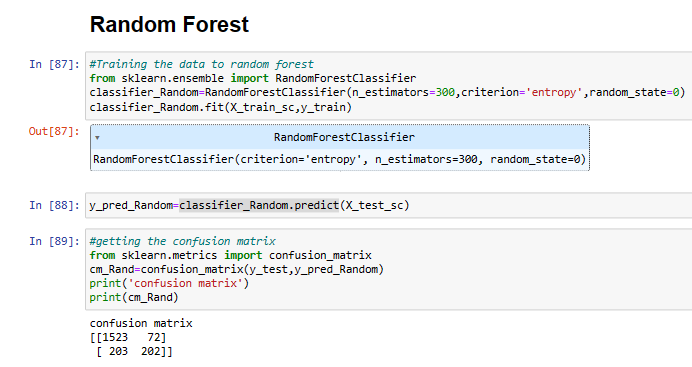 Random Forest
In [87]: #Training the data to random forest
from sklearn.ensemble import RandomForestClassifier
classifier_Random=RandomForestClassifier(n_estimators=300,criterion='entropy',random_state=0)
classifier_Random.fit(X_train_sc,y_train)
Out[87]: ▾ RandomForestClassifier
RandomForestClassifier(criterion='entropy', n_estimators=300, random_state=0)
In [88]: y_pred_Random=classifier_Random.predict(X_test_sc)
In [89]: #getting the confusion matrix
from sklearn.metrics import confusion_matrix
cm_Rand=confusion_matrix(y_test,y_pred_Random)
print('confusion matrix')
print(cm_Rand)
confusion matrix
[[1523   72]
 [ 203  202]]